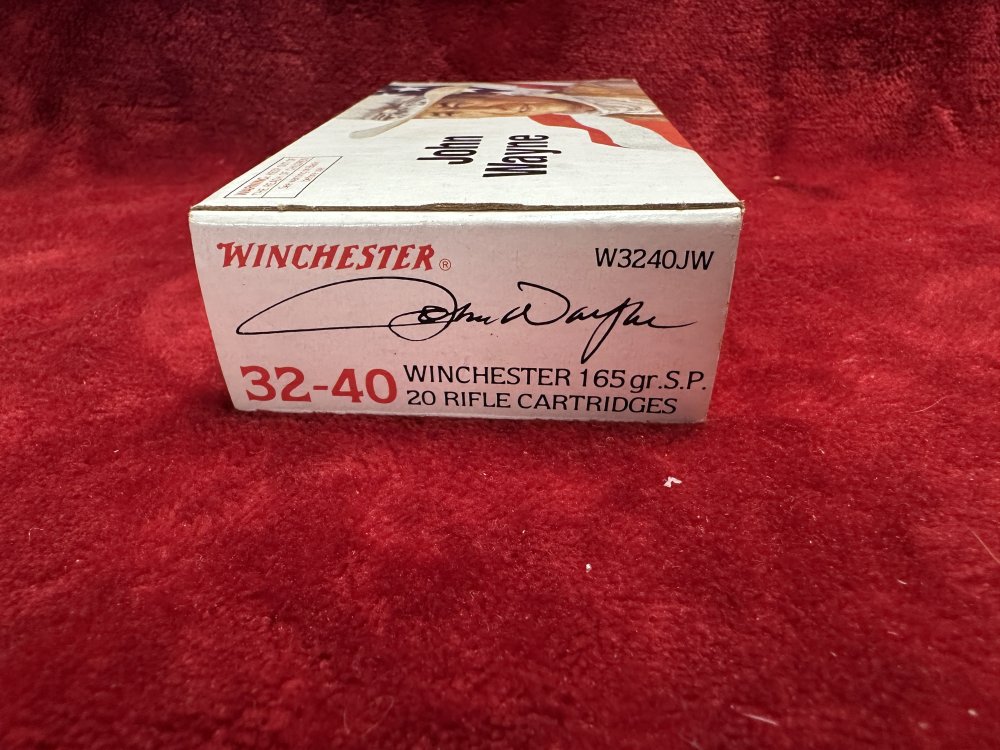 John
Wayne
WINCHESTER®
W3240JW
John Wayne
32-40
WINCHESTER 165 gr. S.P.
20 RIFLE CARTRIDGES